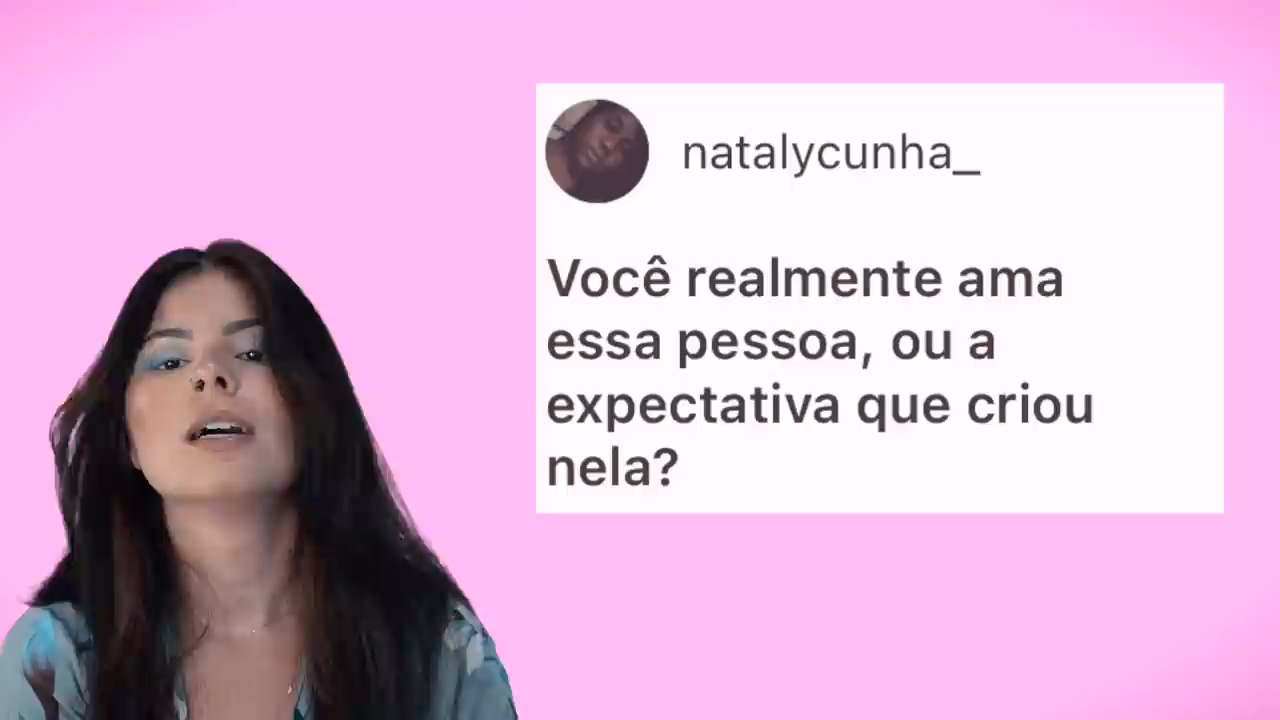 natalycunha_
Você realmente ama
essa pessoa, ou a
expectativa que criou
nela?